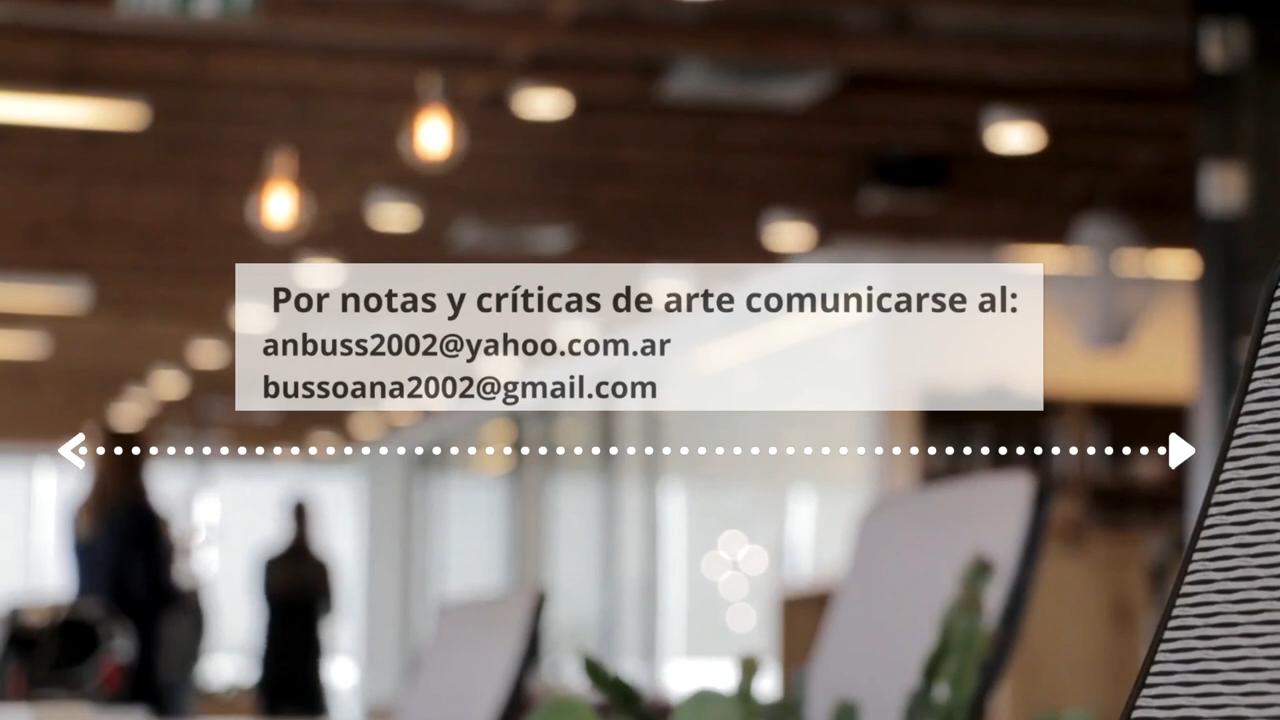 Por notas y críticas de arte comunicarse al:
anbuss2002@yahoo.com.ar
bussoana2002@gmail.com